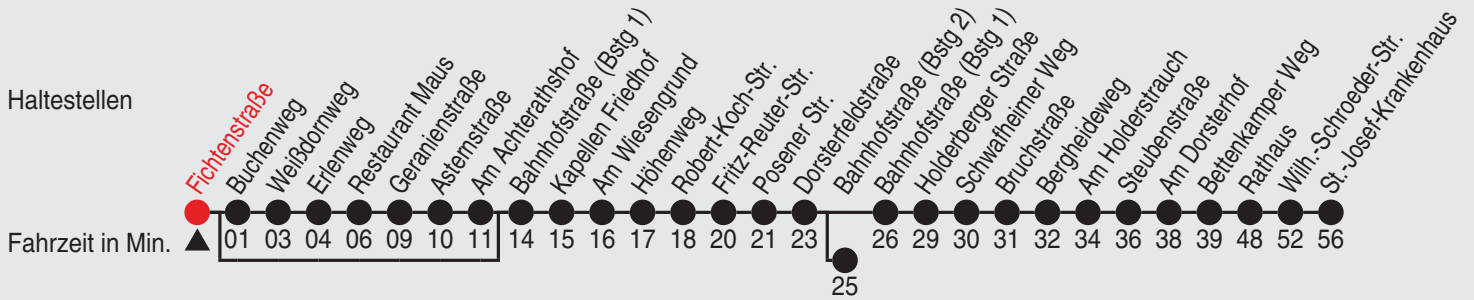 Haltestellen
Fichtenstraße
Buchenweg
Weißdornweg
Erlenweg
Restaurant Maus
Geranienstraße
Asternstraße
Am Achterathshof
Bahnhofstraße (Bstg 1)
Kapellen Friedhof
Am Wiesengrund
Höhenweg
Robert-Koch-Str.
Fritz-Reuter-Str.
Posener Str.
Dorsterfeldstraße
Bahnhofstraße (Bstg 2)
Bahnhofstraße (Bstg 1)
Holderberger Straße
Schwafheimer Weg
Bruchstraße
Bergheideweg
Am Holderstrauch
Steubenstraße
Am Dorsterhof
Bettenkamper Weg
Rathaus
Wilh.-Schroeder-Str.
St.-Josef-Krankenhaus
Fahrzeit in Min. 01 03 04 06 09 10 11 14 15 16 17 18 20 21 23 26 29 30 31 32 34 36 38 39 48 52 56
25